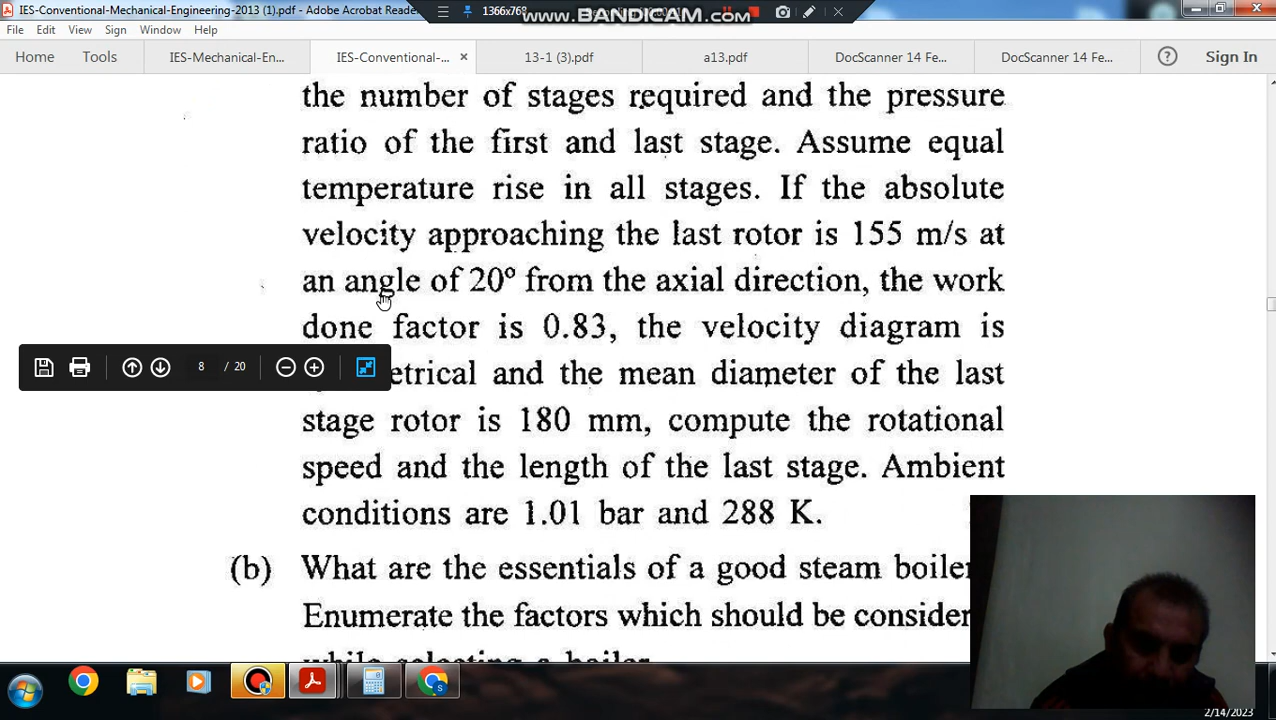 IES-Conventional-Mechanical-Engineering-2013 (1).pdf - Adobe Acrobat Reade
1366x768
www.BANDICAM.com
File Edit View Sign Window Help
Home Tools IES-Mechanical-En... IES-Conventional-... 13-1 (3).pdf a13.pdf DocScanner 14 Fe... DocScanner 14 Fe... Sign In
the number of stages required and the pressure
ratio of the first and last stage. Assume equal
temperature rise in all stages. If the absolute
velocity approaching the last rotor is 155 m/s at
an angle of 20° from the axial direction, the work
done factor is 0.83, the velocity diagram is
8 / 20
etrical and the mean diameter of the last
stage rotor is 180 mm, compute the rotational
speed and the length of the last stage. Ambient
conditions are 1.01 bar and 288 K.
(b) What are the essentials of a good steam boiler
Enumerate the factors which should be consider
while selecting a boiler.
2/14/2023